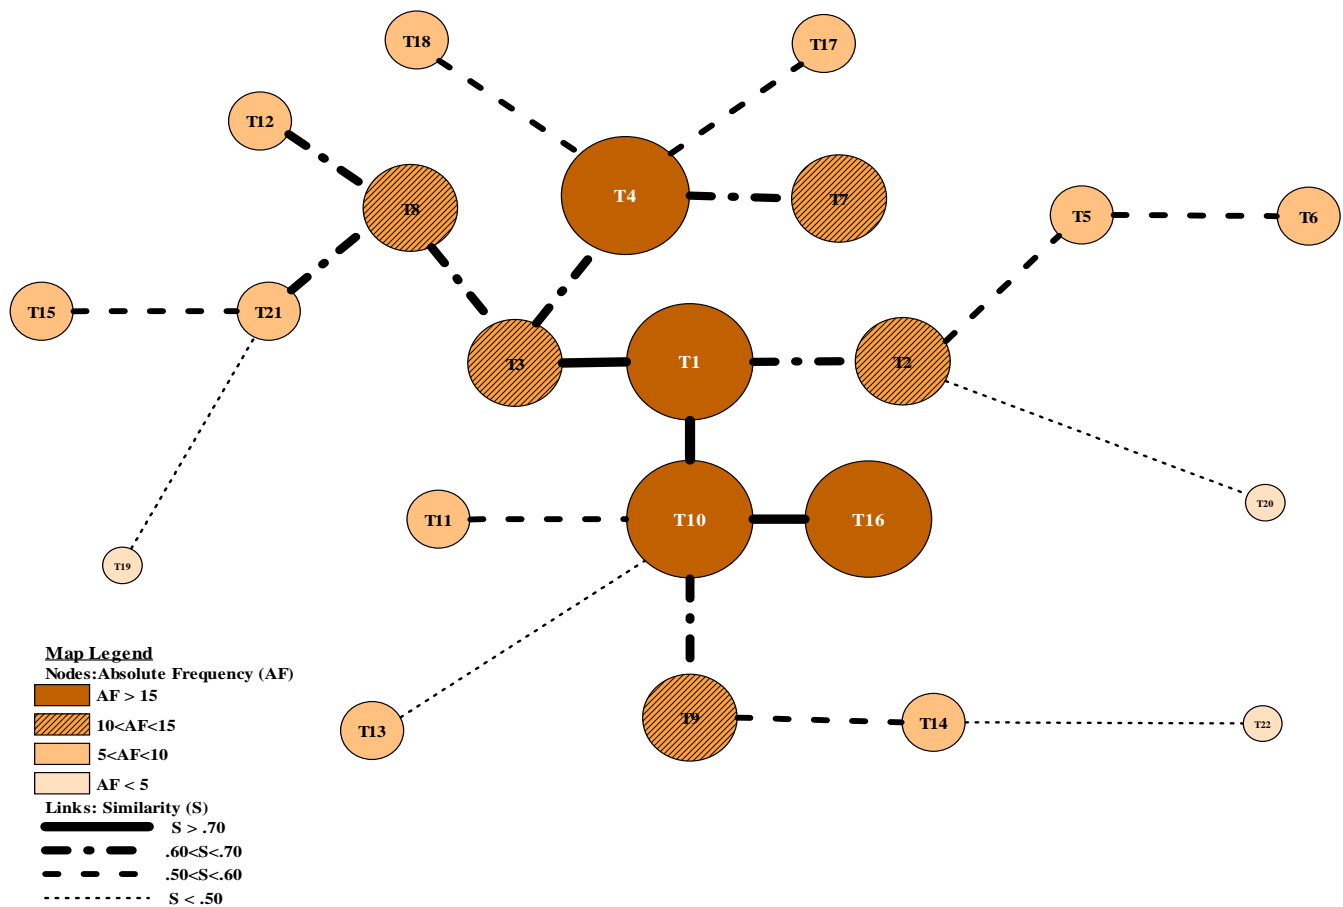 T18
T17
T12
T8
T4
T7
T5
T6
T15
T21
T3
T1
T2
T20
T11
T10
T16
T19
T13
T9
T14
T22
Map Legend
Nodes:Absolute Frequency (AF)
AF > 15
10<AF<15
5<AF<10
AF < 5
Links: Similarity (S)
S > .70
.60<S<.70
.50<S<.60
S < .50